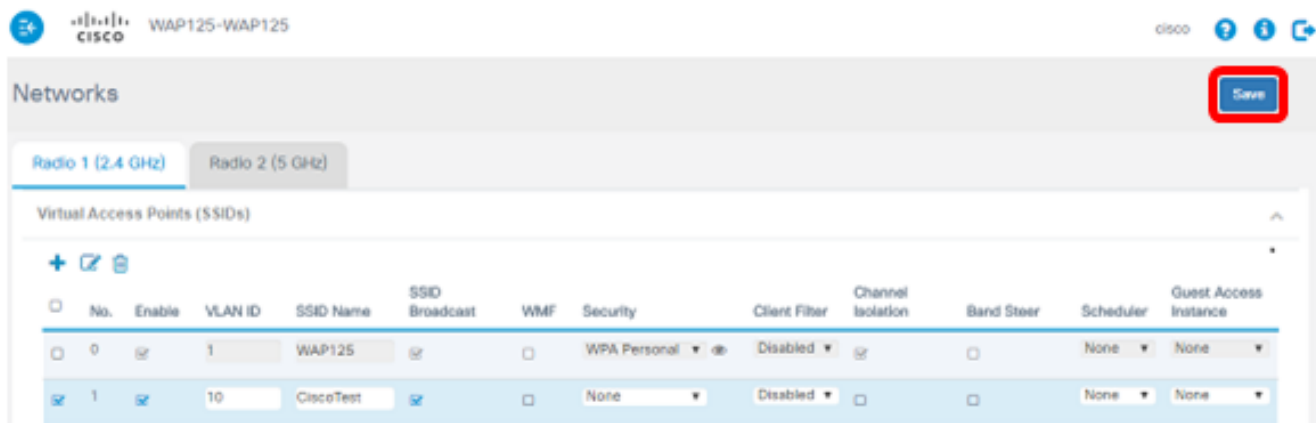 CISCO WAP125-WAP125 cisco
Networks Save
Radio 1 (2.4 GHz) Radio 2 (5 GHz)
Virtual Access Points (SSIDs)
No. Enable VLAN ID SSID Name SSID Broadcast WMF Security Client Filter Channel Isolation Band Steer Scheduler Guest Access Instance
0 1 WAP125 WPA Personal Disabled None None
1 10 CiscoTest None Disabled None None